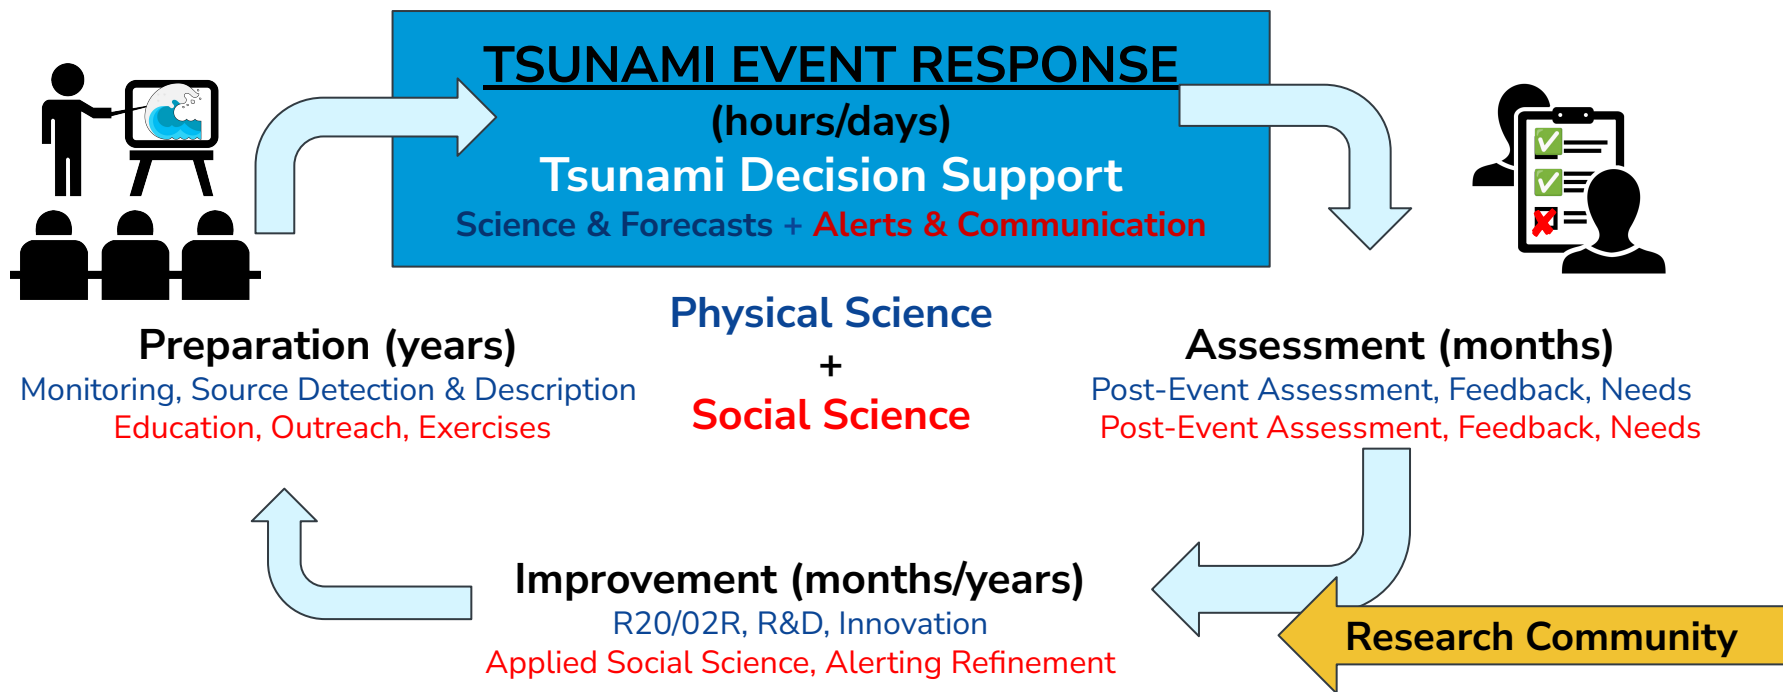 TSUNAMI EVENT RESPONSE
(hours/days)
Tsunami Decision Support
Science & Forecasts + Alerts & Communication
Physical Science
+
Social Science
Preparation (years)
Monitoring, Source Detection & Description
Education, Outreach, Exercises
Assessment (months)
Post-Event Assessment, Feedback, Needs
Post-Event Assessment, Feedback, Needs
Improvement (months/years)
R20/02R, R&D, Innovation
Applied Social Science, Alerting Refinement
Research Community